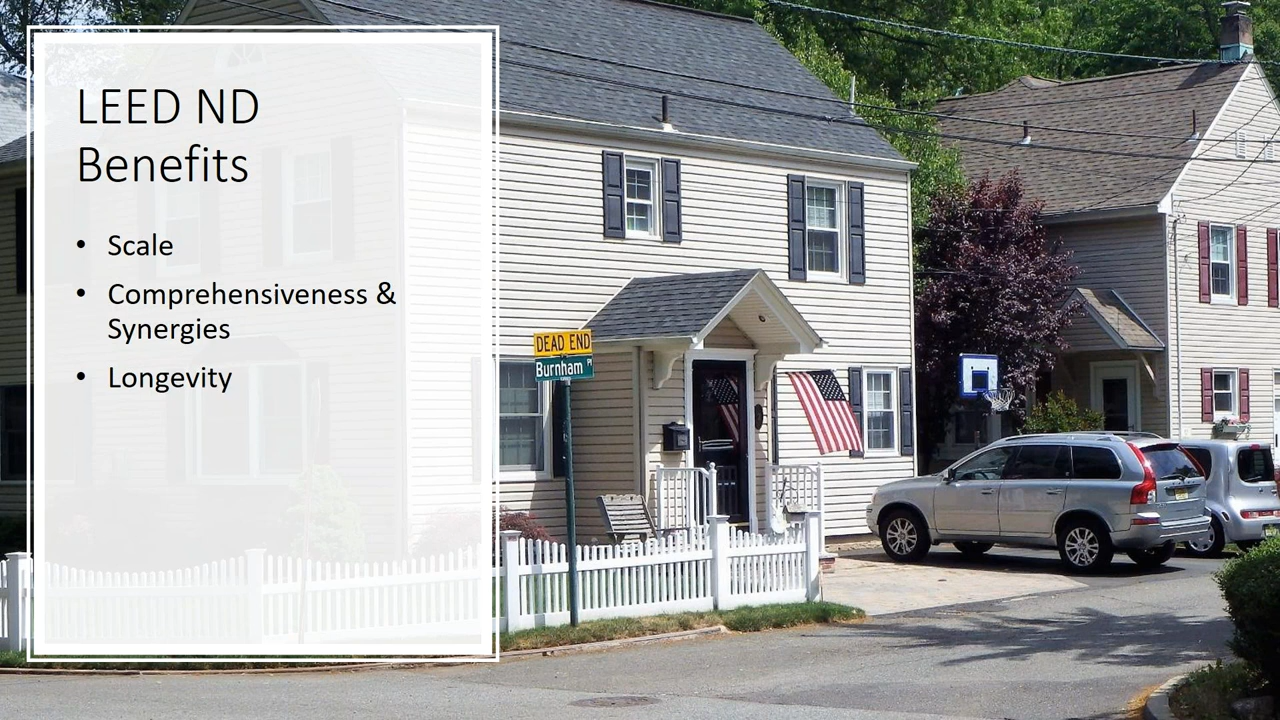 LEED ND
Benefits
• Scale
• Comprehensiveness &
Synergies
• Longevity
DEAD END
Burnham Pl